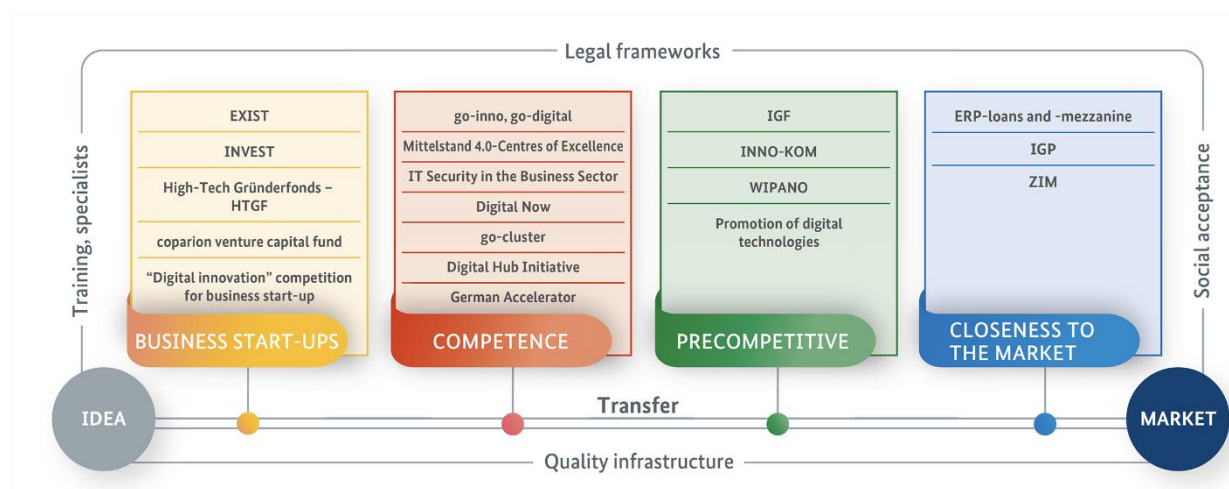 Legal frameworks
Training, specialists
EXIST
INVEST
High-Tech Gründerfonds –
HTGF
coparion venture capital fund
“Digital innovation” competition
for business start-up
BUSINESS START-UPS
go-inno, go-digital
Mittelstand 4.0-Centres of Excellence
IT Security in the Business Sector
Digital Now
go-cluster
Digital Hub Initiative
German Accelerator
COMPETENCE
IGF
INNO-KOM
WIPANO
Promotion of digital
technologies
PRECOMPETITIVE
ERP-loans and -mezzanine
IGP
ZIM
CLOSENESS TO
THE MARKET
Social acceptance
IDEA
Transfer
MARKET
Quality infrastructure